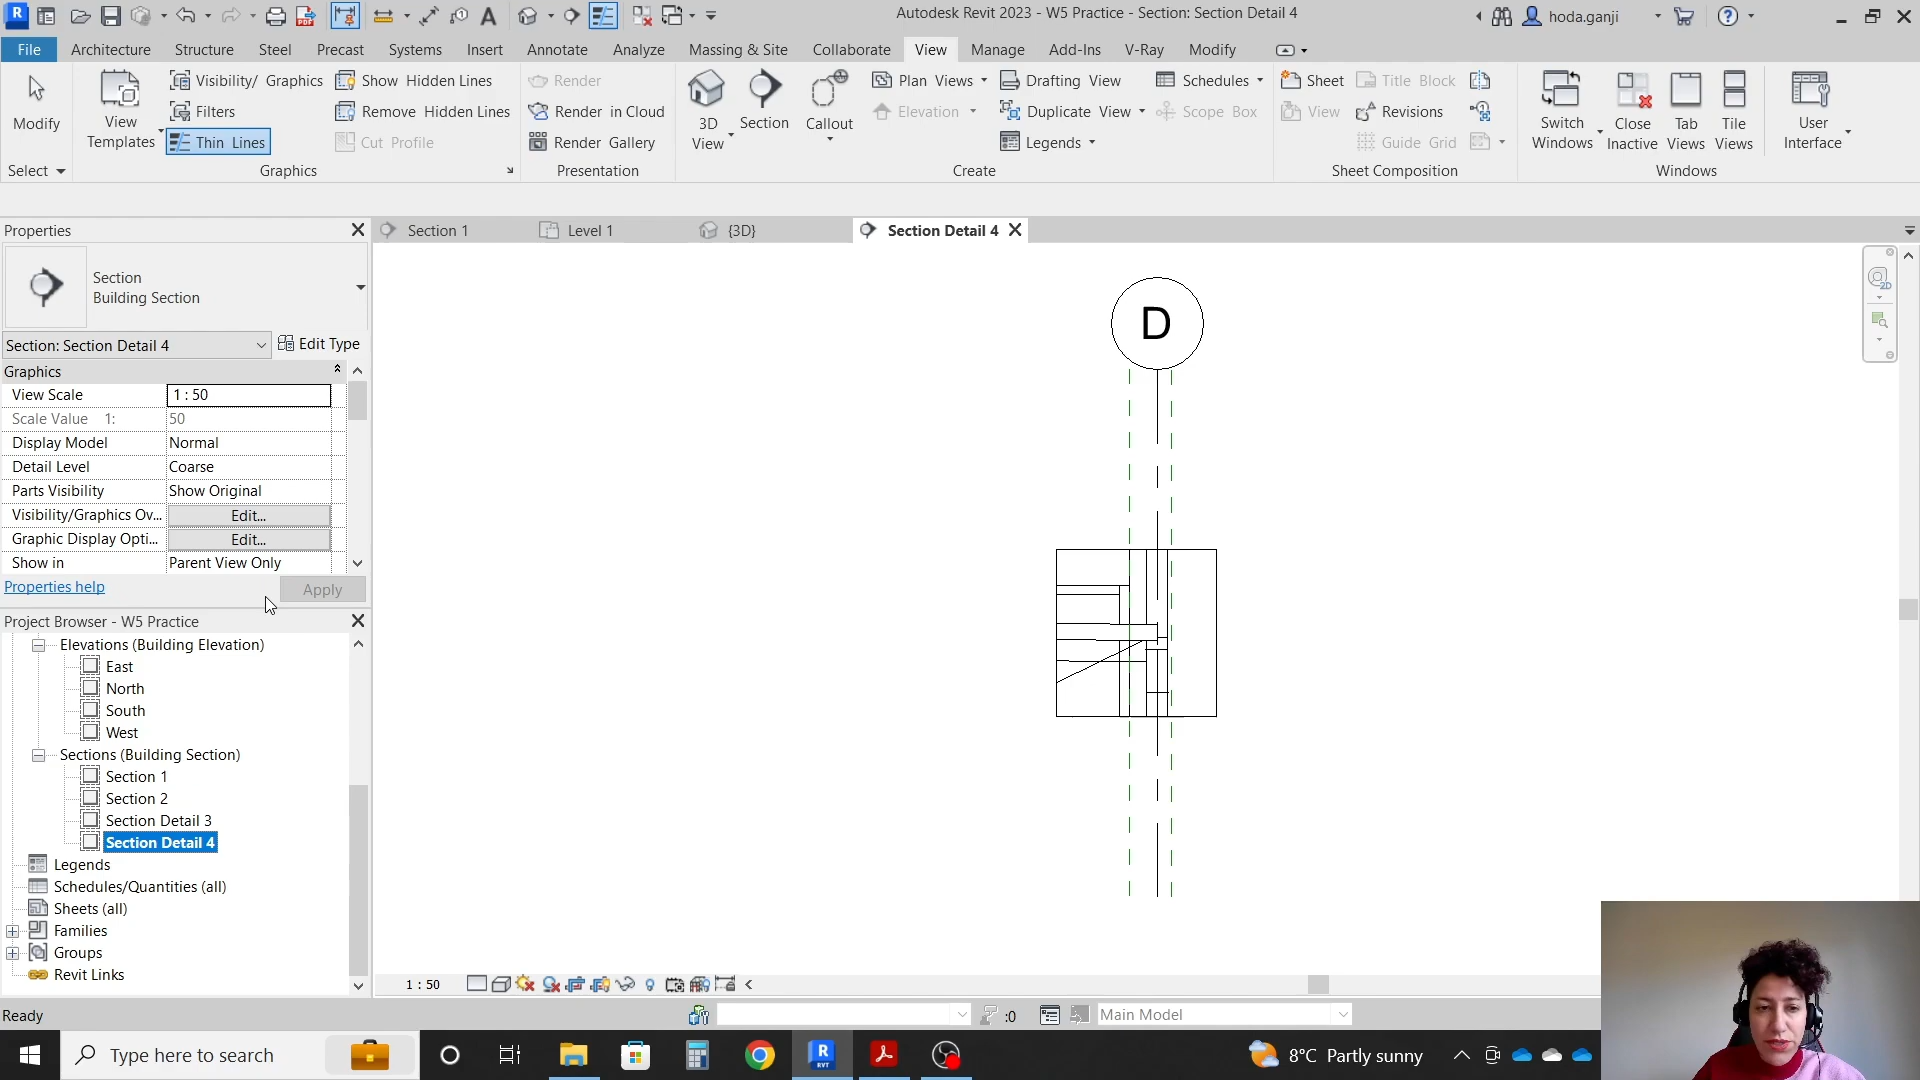 Autodesk Revit 2023 - W5 Practice - Section: Section Detail 4
hoda.ganji
File Architecture Structure Steel Precast Systems Insert Annotate Analyze Massing & Site Collaborate View Manage Add-Ins V-Ray Modify
Modify
View Templates
Visibility/ Graphics
Filters
Thin Lines
Show Hidden Lines
Remove Hidden Lines
Cut Profile
Render
Render in Cloud
Render Gallery
3D View
Section
Callout
Plan Views
Elevation
Drafting View
Duplicate View
Legends
Schedules
Scope Box
Sheet
View
Title Block
Revisions
Guide Grid
Switch Windows
Close Inactive
Tab Views
Tile Views
User Interface
Select Graphics Presentation Create Sheet Composition Windows
Properties
Section 1 Level 1 {3D} Section Detail 4
Section
Building Section
Section: Section Detail 4 Edit Type
Graphics
View Scale 1 : 50
Scale Value 1: 50
Display Model Normal
Detail Level Coarse
Parts Visibility Show Original
Visibility/Graphics Ov... Edit...
Graphic Display Opti... Edit...
Show in Parent View Only
Properties help Apply
D
Project Browser - W5 Practice
Elevations (Building Elevation)
East
North
South
West
Sections (Building Section)
Section 1
Section 2
Section Detail 3
Section Detail 4
Legends
Schedules/Quantities (all)
Sheets (all)
Families
Groups
Revit Links
1 : 50
Ready
:0
Main Model
Type here to search
8°C Partly sunny